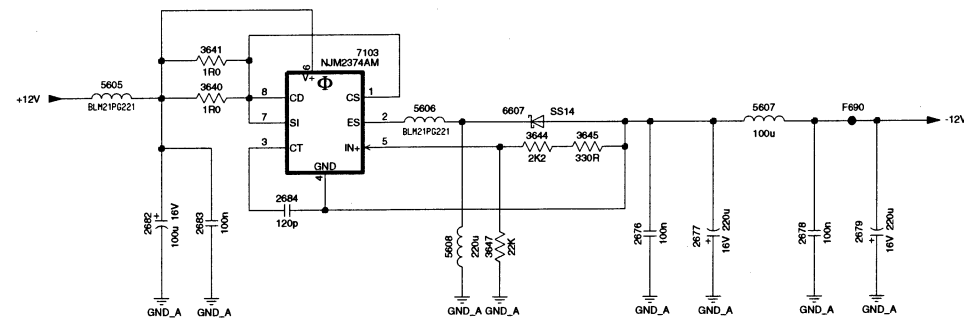 3641
1R0
3640
1R0
7103
NJM2374AM
6
V+
Φ
8
CD
CS
1
7
SI
ES
2
3
CT
IN+
5
GND
4
+12V
5605
BLM21PG221
5606
BLM21PG221
6607
SS14
3644
2K2
3645
330R
5607
100u
F690
-12V
2684
120p
2682
+
16V
100u
2683
100n
5608
220u
3647
22K
2676
100n
2677
+
220u
16V
2678
100n
2679
+
220u
16V
GND_A
GND_A
GND_A
GND_A
GND_A
GND_A
GND_A
GND_A